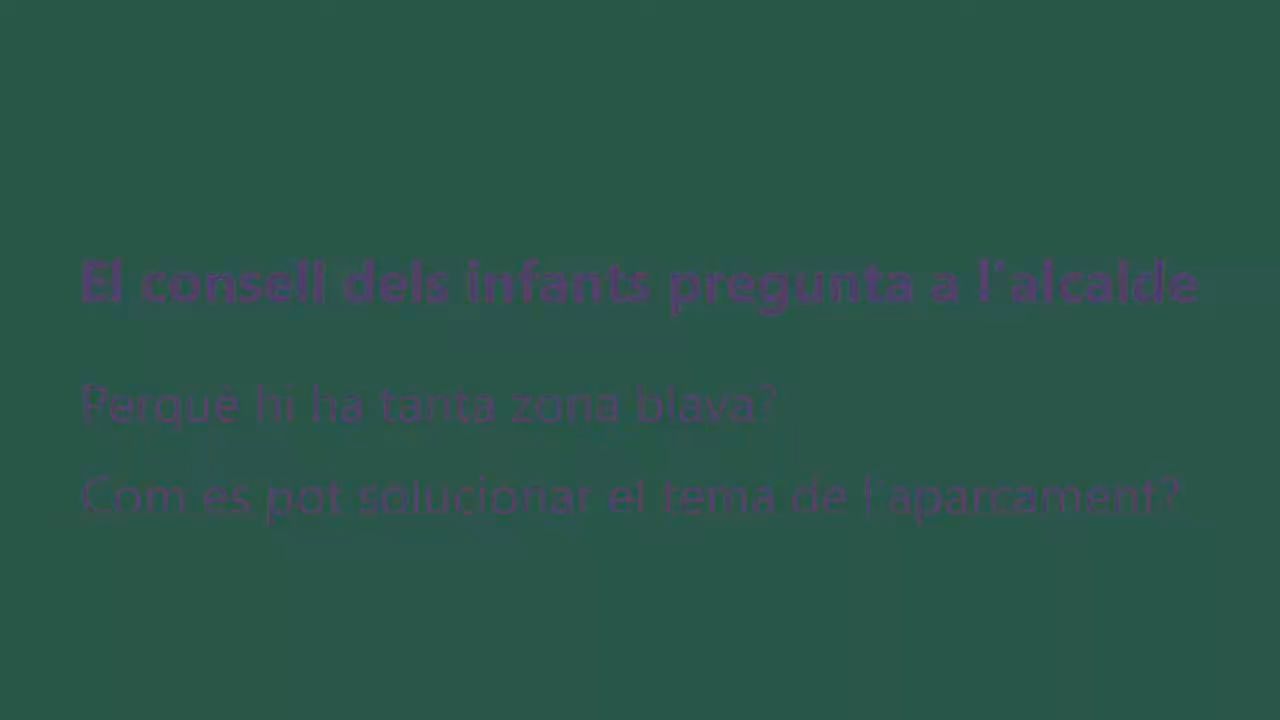 El consell dels infants pregunta a l'alcalde
Perquè hi ha tanta zona blava?
Com es pot solucionar el tema de l'aparcament?